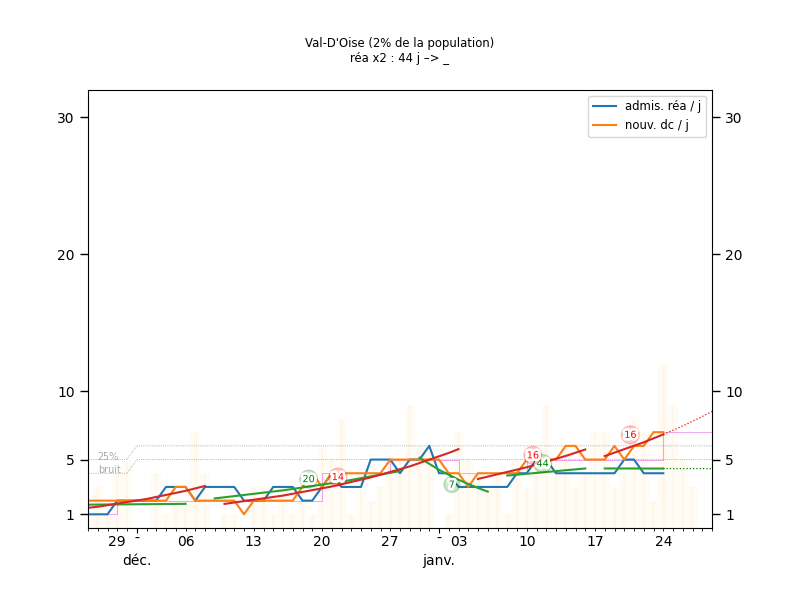 Val-D'Oise (2% de la population)
réa x2 : 44 j –> _
admis. réa / j
nouv. dc / j
30 30
20 20
10 10
5 5
1 1
25%
bruit
20
14
7
16
44
16
29 - 06 13 20 27 - 03 10 17 24
déc. janv.